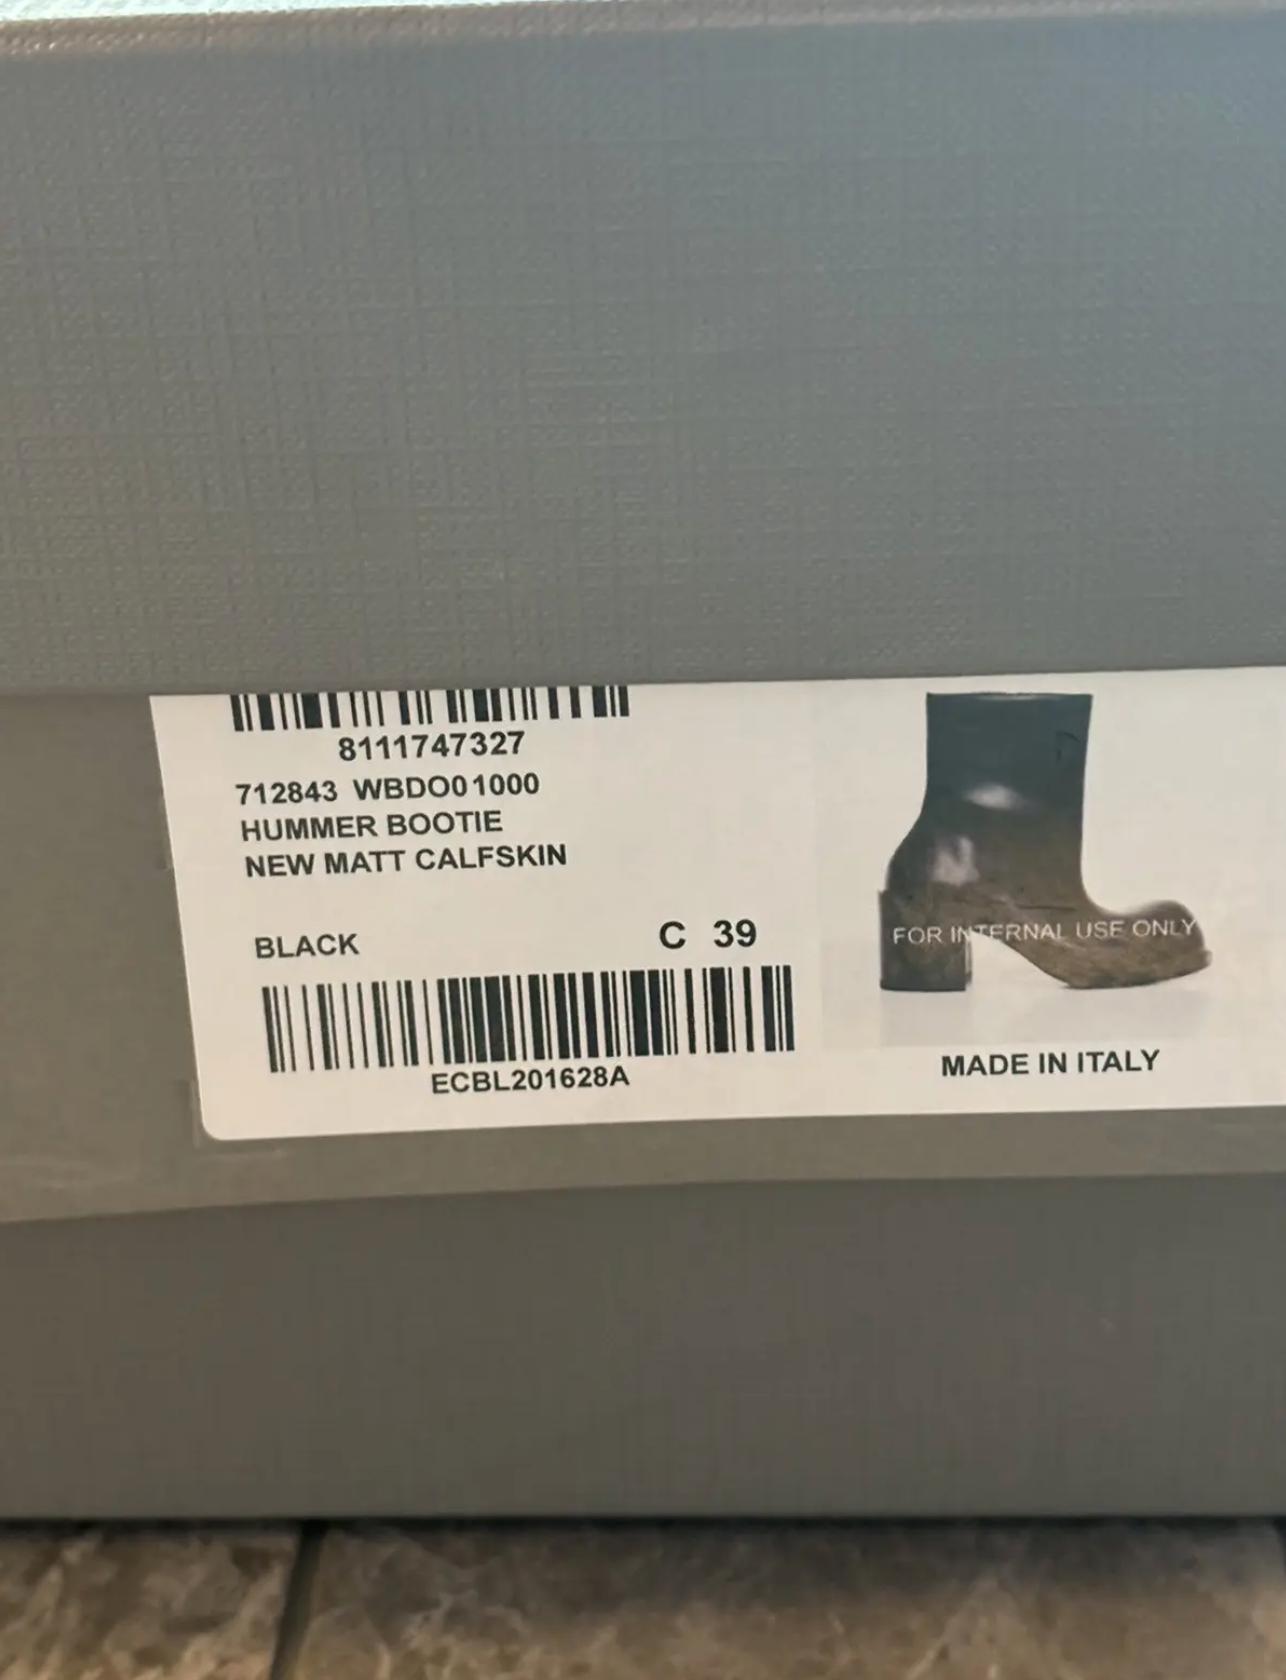 8111747327
712843 WBDO01000
HUMMER BOOTIE
NEW MATT CALFSKIN
BLACK
C 39
ECBL201628A
FOR INTERNAL USE ONLY
MADE IN ITALY